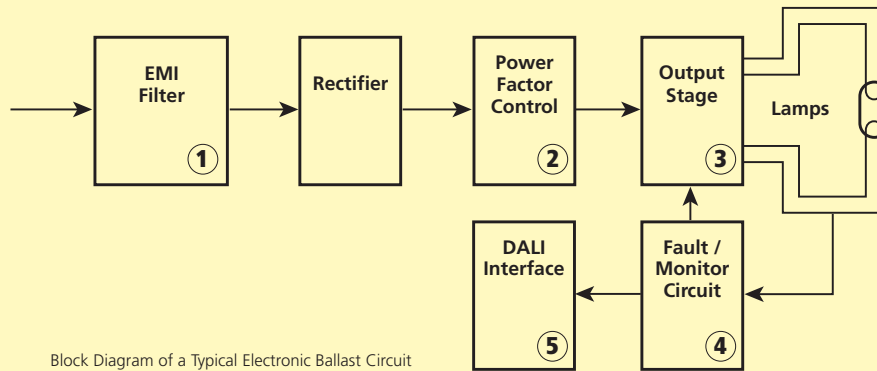 EMI
Filter
1
Rectifier
Power
Factor
Control
2
Output
Stage
3
Lamps
DALI
Interface
5
Fault /
Monitor
Circuit
4
Block Diagram of a Typical Electronic Ballast Circuit